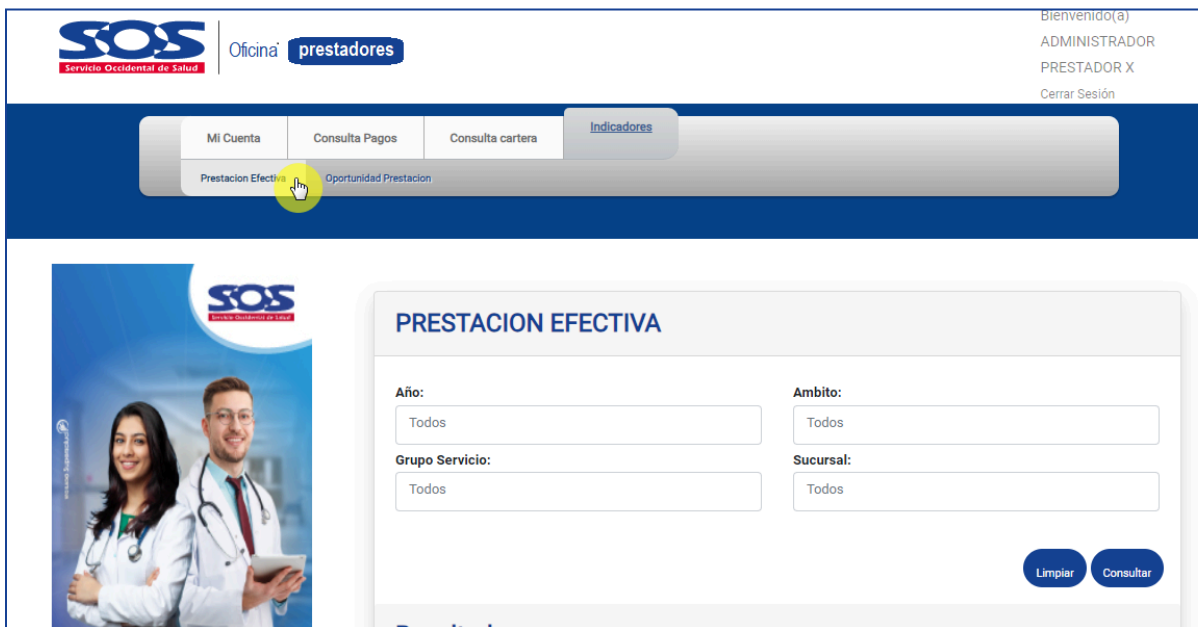 Bienvenido(a)
SOS
Servicio Occidental de Salud
Oficina prestadores
ADMINISTRADOR
PRESTADOR X
Cerrar Sesión
Mi Cuenta
Consulta Pagos
Consulta cartera
Indicadores
Prestacion Efectiva
Oportunidad Prestacion
SOS
Servicio Occidental de Salud
PRESTACION EFECTIVA
Año:
Ambito:
Todos
Todos
Grupo Servicio:
Sucursal:
Todos
Todos
Limpiar
Consultar